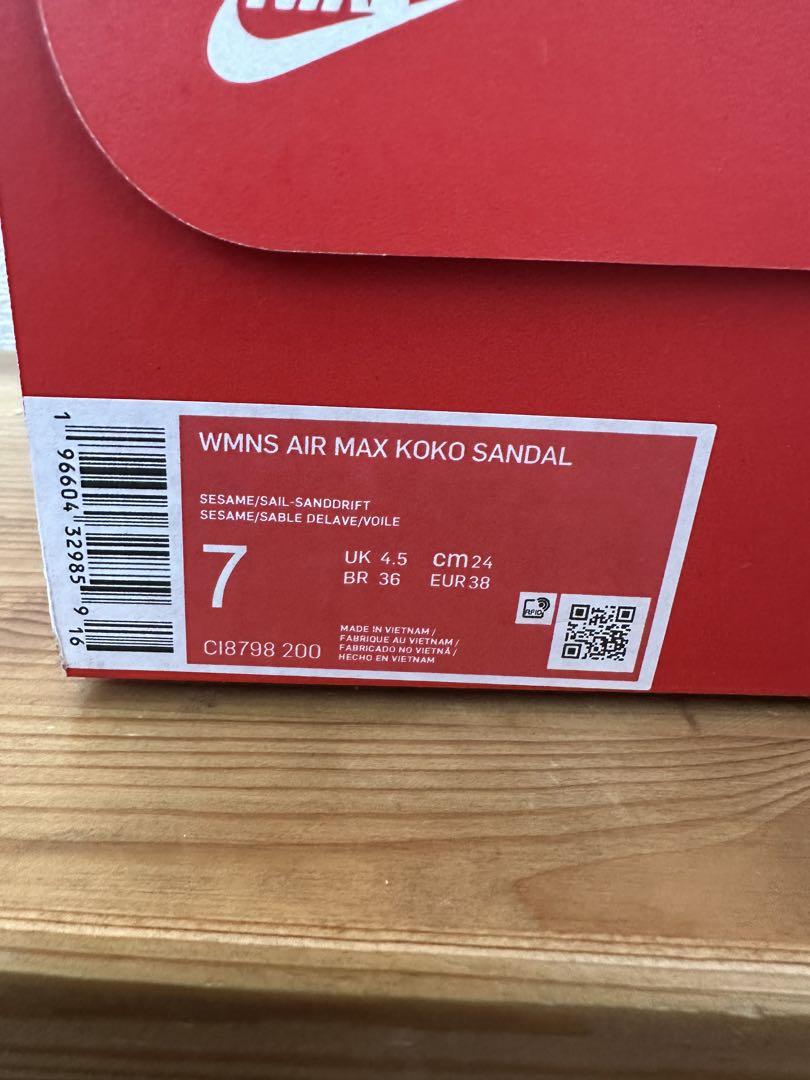 NIKE
WMNS AIR MAX KOKO SANDAL
SESAME/SAIL-SANDDRIFT
SESAME/SABLE DELAVE/VOILE
7
UK 4.5 cm 24
BR 36 EUR 38
CI8798 200
MADE IN VIETNAM /
FABRIQUE AU VIETNAM /
FABRICADO NO VIETNÃ /
HECHO EN VIETNAM
RFID
1 96604 32985 9 16